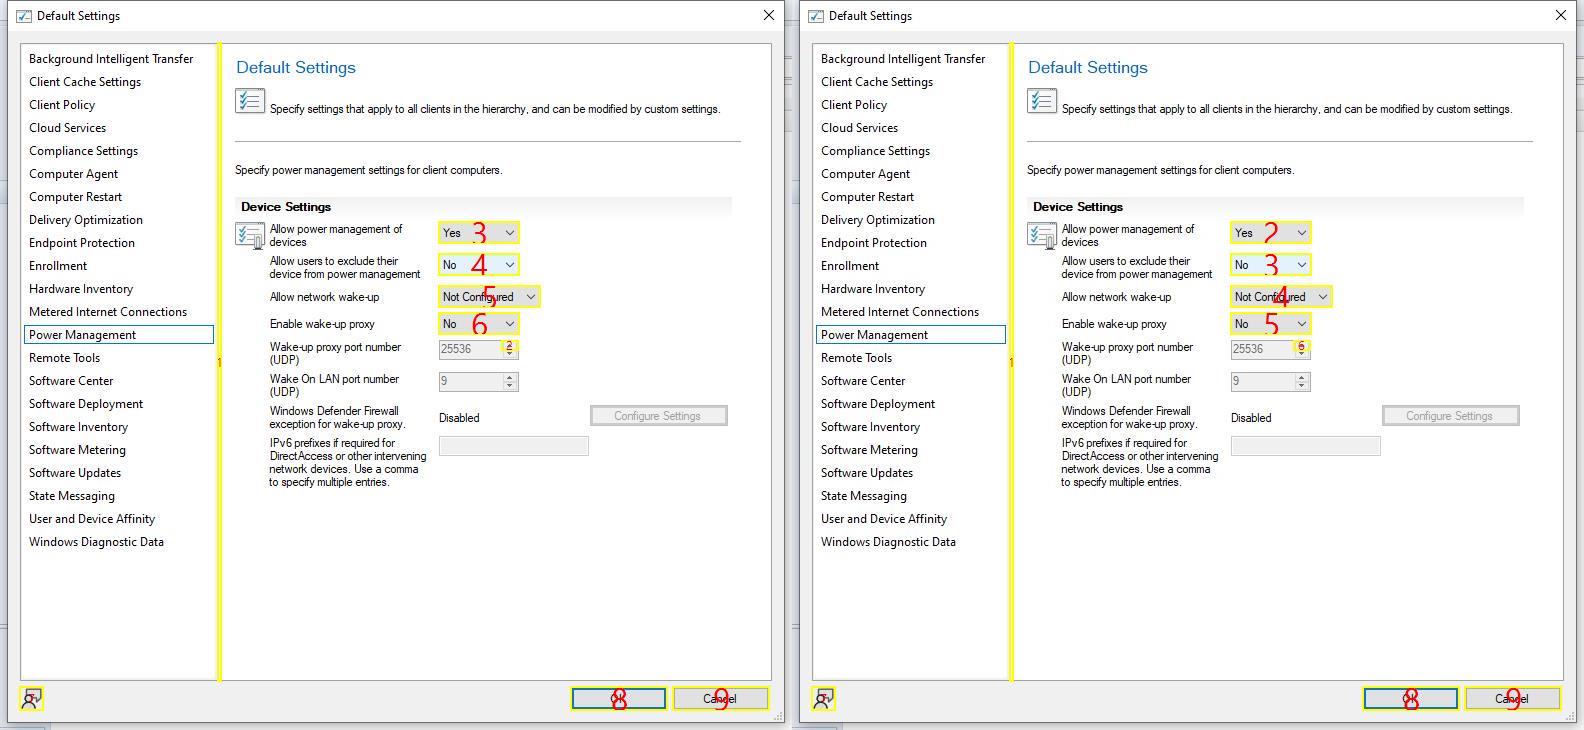 Default Settings
Background Intelligent Transfer
Client Cache Settings
Client Policy
Cloud Services
Compliance Settings
Computer Agent
Computer Restart
Delivery Optimization
Endpoint Protection
Enrollment
Hardware Inventory
Metered Internet Connections
Power Management
Remote Tools
Software Center
Software Deployment
Software Inventory
Software Metering
Software Updates
State Messaging
User and Device Affinity
Windows Diagnostic Data
1
Default Settings
Specify settings that apply to all clients in the hierarchy, and can be modified by custom settings.
Specify power management settings for client computers.
Device Settings
Allow power management of
devices
Yes 3
Allow users to exclude their
device from power management
No 4
Allow network wake-up
Not Configured 5
Enable wake-up proxy
No 6
Wake-up proxy port number
(UDP)
25536 2
Wake On LAN port number
(UDP)
9
Windows Defender Firewall
exception for wake-up proxy.
Disabled
Configure Settings
IPv6 prefixes if required for
DirectAccess or other intervening
network devices. Use a comma
to specify multiple entries.
8
Cancel 9
Default Settings
Background Intelligent Transfer
Client Cache Settings
Client Policy
Cloud Services
Compliance Settings
Computer Agent
Computer Restart
Delivery Optimization
Endpoint Protection
Enrollment
Hardware Inventory
Metered Internet Connections
Power Management
Remote Tools
Software Center
Software Deployment
Software Inventory
Software Metering
Software Updates
State Messaging
User and Device Affinity
Windows Diagnostic Data
1
Default Settings
Specify settings that apply to all clients in the hierarchy, and can be modified by custom settings.
Specify power management settings for client computers.
Device Settings
Allow power management of
devices
Yes 2
Allow users to exclude their
device from power management
No 3
Allow network wake-up
Not Configured 4
Enable wake-up proxy
No 5
Wake-up proxy port number
(UDP)
25536 6
Wake On LAN port number
(UDP)
9
Windows Defender Firewall
exception for wake-up proxy.
Disabled
Configure Settings
IPv6 prefixes if required for
DirectAccess or other intervening
network devices. Use a comma
to specify multiple entries.
8
Cancel 9